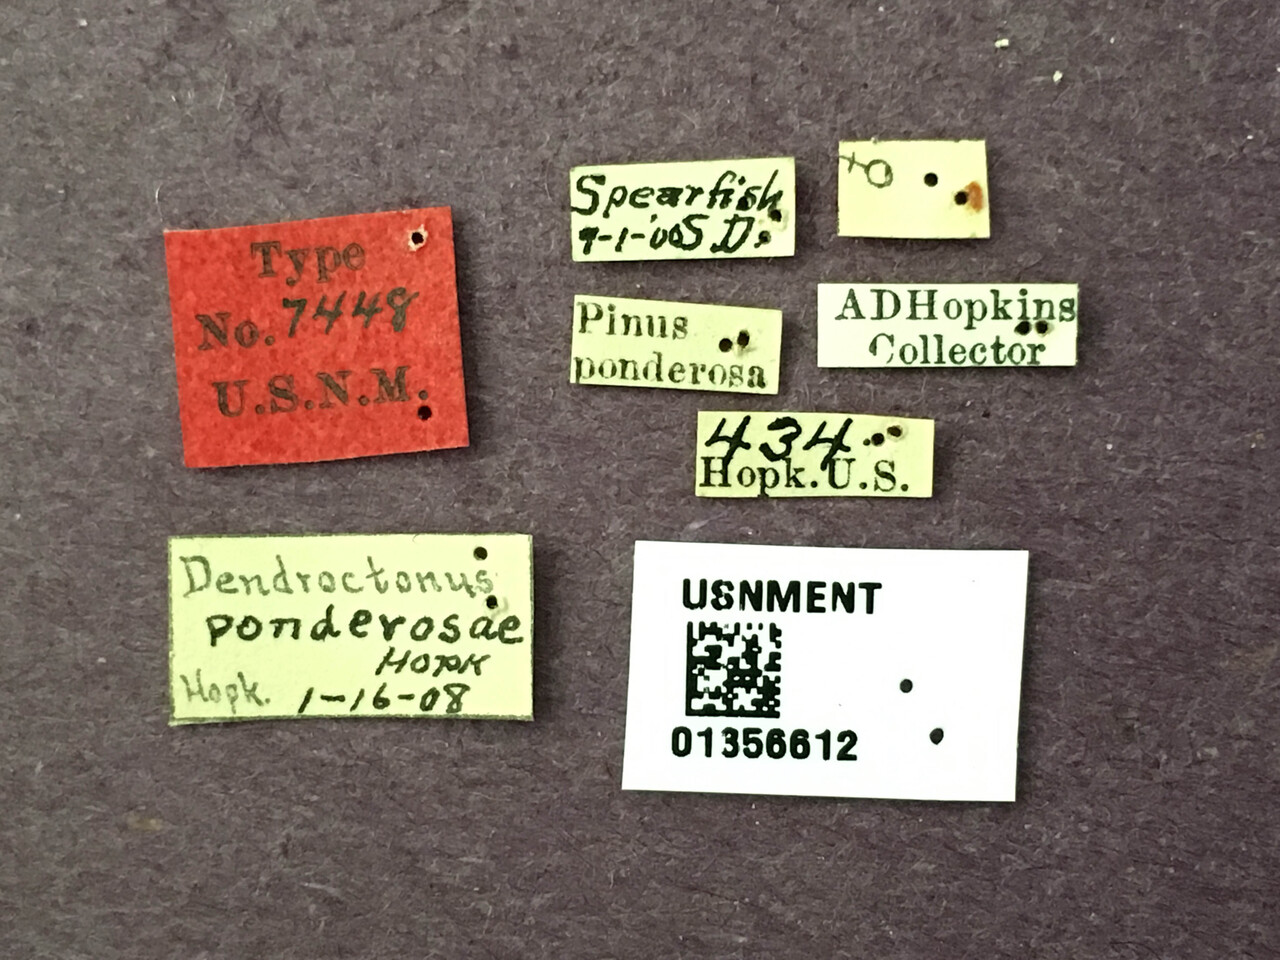 Type
No. 7448
U.S.N.M.
Spearfish
9-1-'00 S.D.
♀
Pinus
ponderosa
ADHopkins
Collector
434
Hopk. U.S.
Dendroctonus
ponderosae
Hopk
Hopk. 1-16-08
USNMENT
01356612